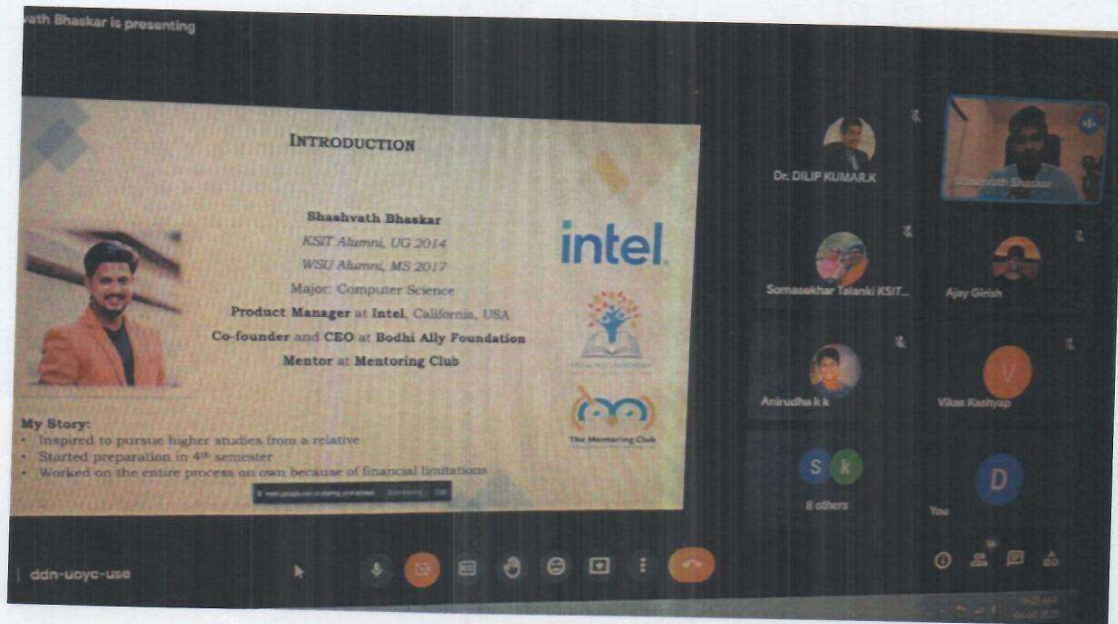 vath Bhaskar is presenting
INTRODUCTION
Shashvath Bhaskar
KSIT Alumni, UG 2014
WSU Alumni, MS 2017
Major: Computer Science
Product Manager at Intel, California, USA
Co-founder and CEO at Bodhi Ally Foundation
Mentor at Mentoring Club
intel
The Mentoring Club
My Story:
• Inspired to pursue higher studies from a relative
• Started preparation in 4th semester
• Worked on the entire process on own because of financial limitations
Dr. DILIP KUMAR.K
Shashvath Bhaskar
Somasekhar Talanki KSIT...
Ajay Girish
Anirudha k k
V
Vikas Kashyap
S k
8 others
D
You
ddn-uoyc-use